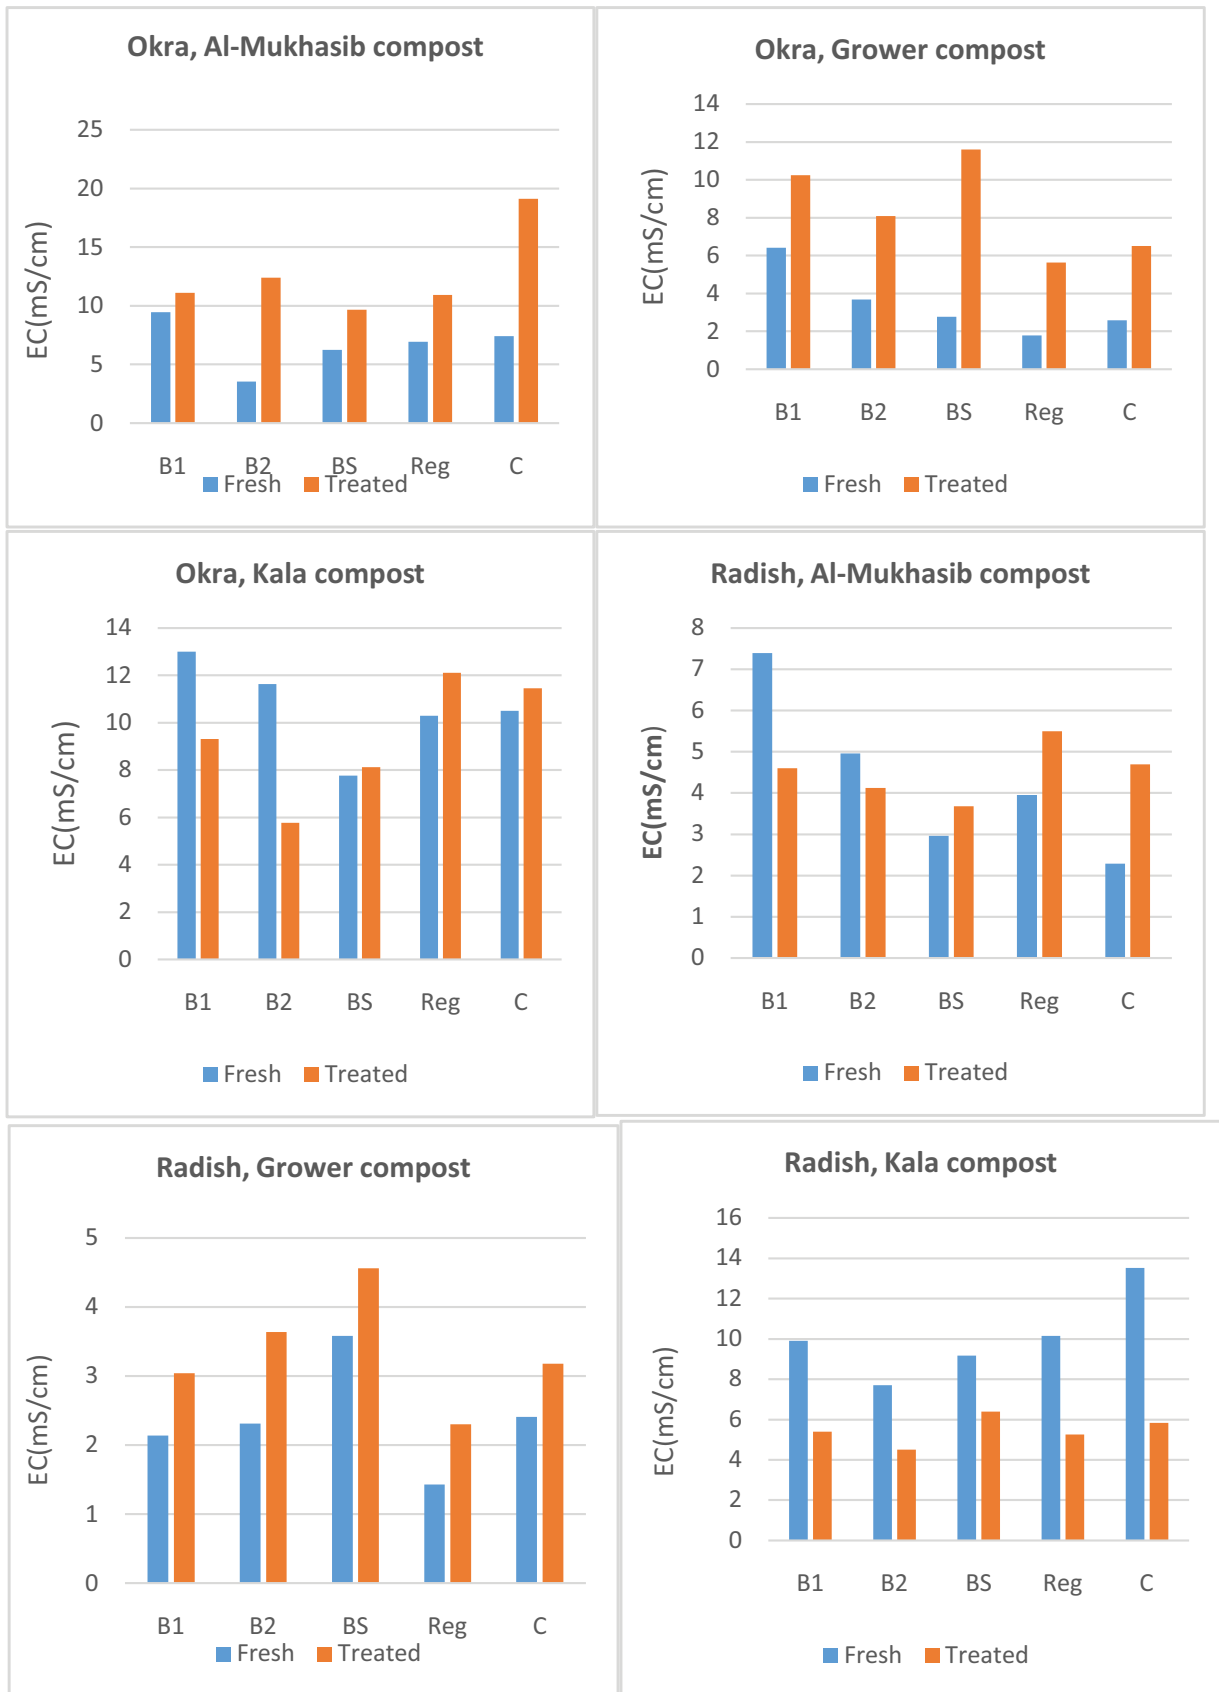 Okra, Al-Mukhasib compost
EC(mS/cm)
25
20
15
10
5
0
B1 B2 BS Reg C
Fresh Treated
Okra, Grower compost
EC(mS/cm)
14
12
10
8
6
4
2
0
B1 B2 BS Reg C
Fresh Treated
Okra, Kala compost
EC(mS/cm)
14
12
10
8
6
4
2
0
B1 B2 BS Reg C
Fresh Treated
Radish, Al-Mukhasib compost
EC(mS/cm)
8
7
6
5
4
3
2
1
0
B1 B2 BS Reg C
Fresh Treated
Radish, Grower compost
EC(mS/cm)
5
4
3
2
1
0
B1 B2 BS Reg C
Fresh Treated
Radish, Kala compost
EC(mS/cm)
16
14
12
10
8
6
4
2
0
B1 B2 BS Reg C
Fresh Treated